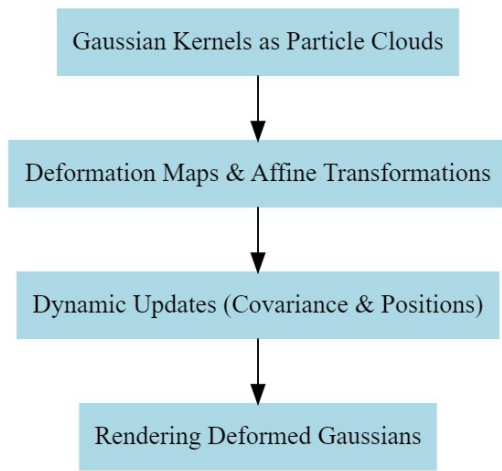 Gaussian Kernels as Particle Clouds
Deformation Maps & Affine Transformations
Dynamic Updates (Covariance & Positions)
Rendering Deformed Gaussians